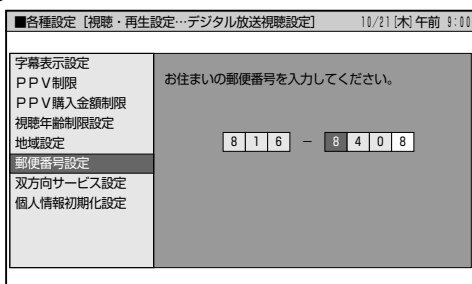 ■各種設定［視聴・再生設定…デジタル放送視聴設定］ 10/21[木]午前 9:00
字幕表示設定
ＰＰＶ制限
ＰＰＶ購入金額制限
視聴年齢制限設定
地域設定
郵便番号設定
双方向サービス設定
個人情報初期化設定
お住まいの郵便番号を入力してください。
8 1 6 － 8 4 0 8